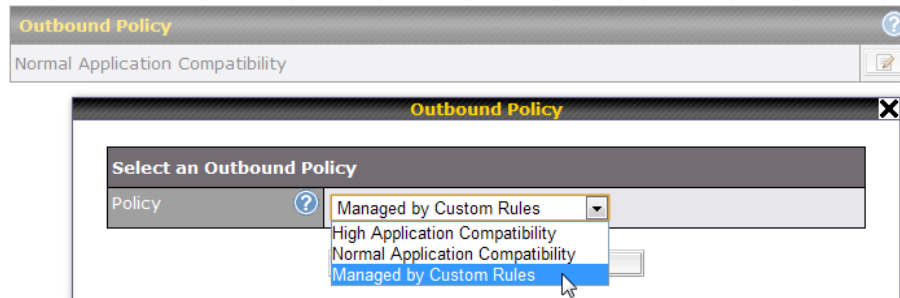 Outbound Policy
Normal Application Compatibility
Outbound Policy
Select an Outbound Policy
Policy
Managed by Custom Rules
High Application Compatibility
Normal Application Compatibility
Managed by Custom Rules